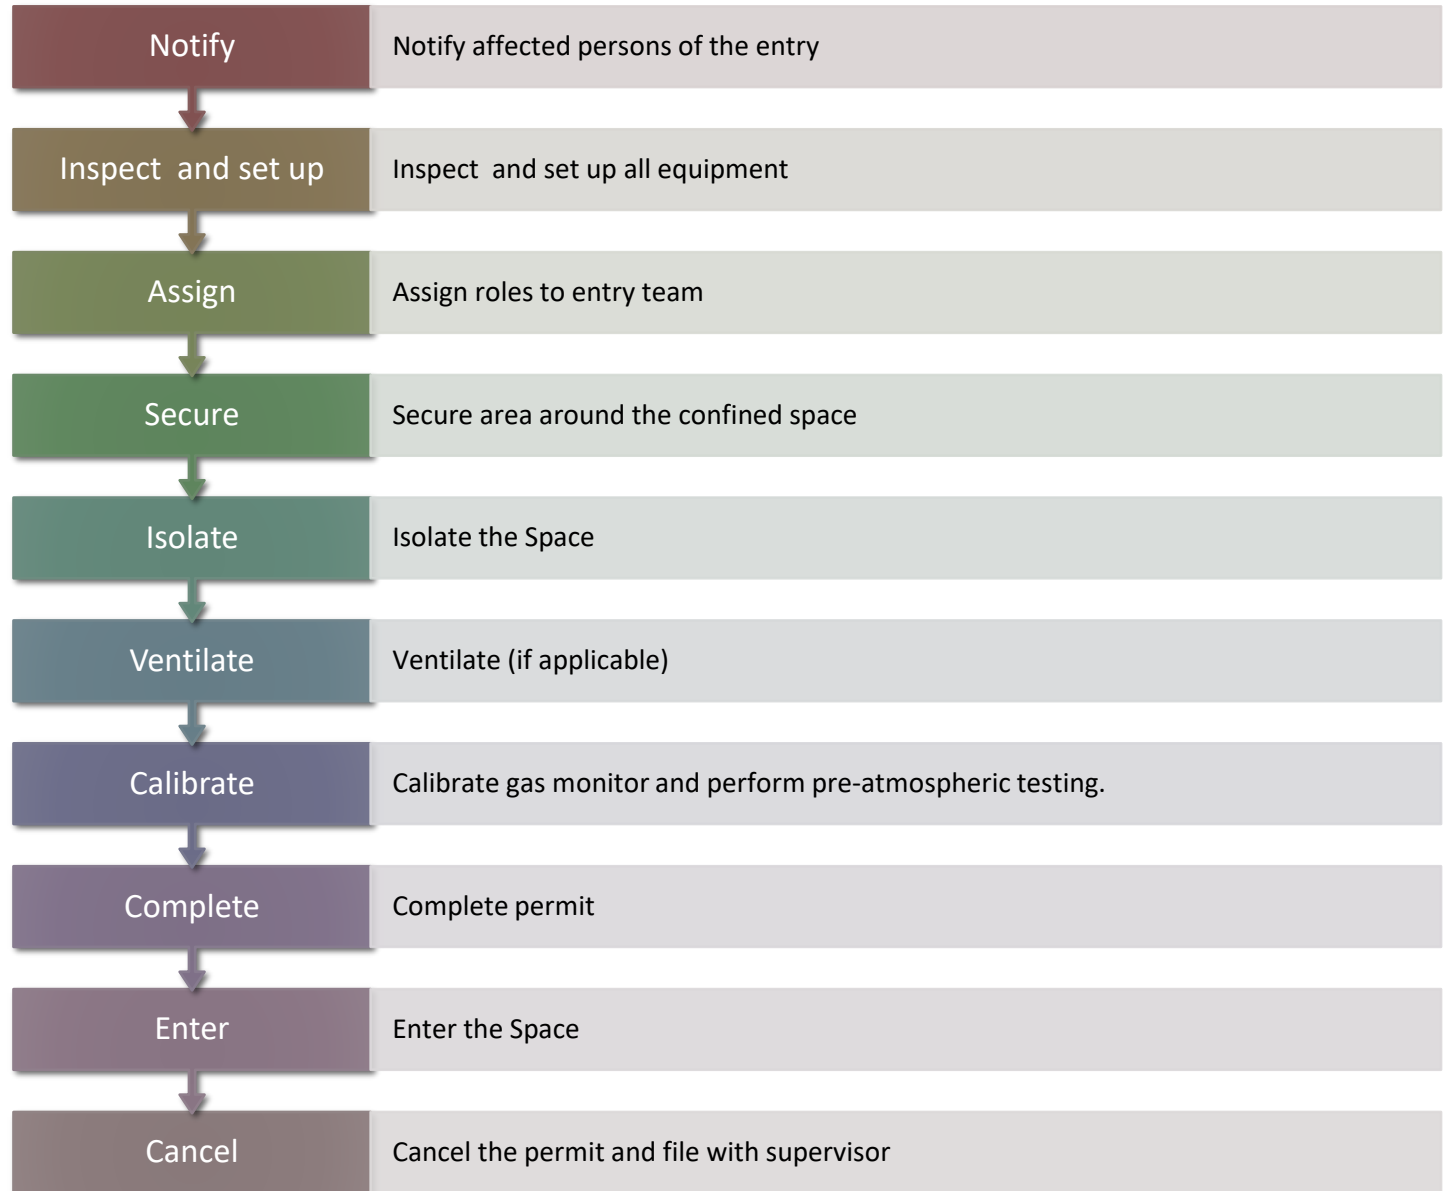 Notify
Notify affected persons of the entry
Inspect  and set up
Inspect  and set up all equipment
Assign
Assign roles to entry team
Secure
Secure area around the confined space
Isolate
Isolate the Space
Ventilate
Ventilate (if applicable)
Calibrate
Calibrate gas monitor and perform pre-atmospheric testing.
Complete
Complete permit
Enter
Enter the Space
Cancel
Cancel the permit and file with supervisor